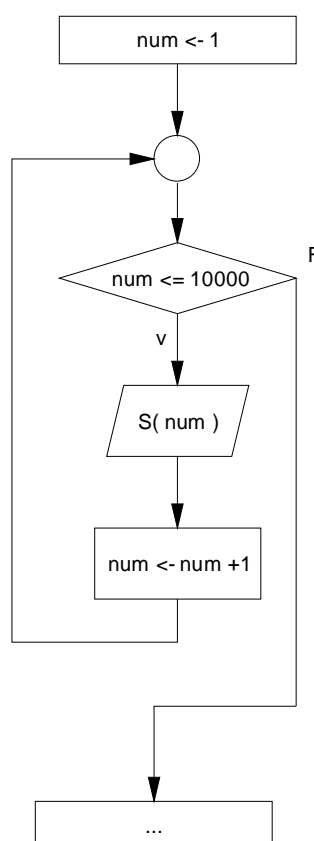 num <- 1
F
num <= 10000
v
S( num )
num <- num +1
...